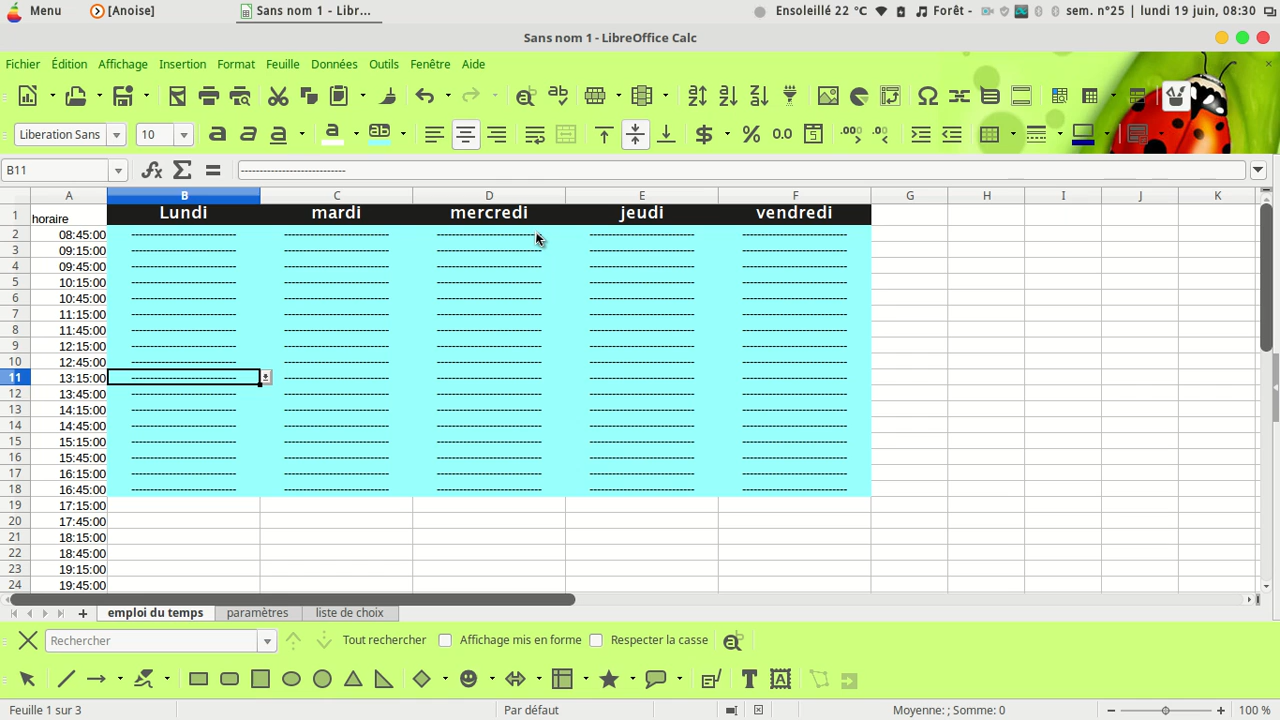 Menu [Anoise] Sans nom 1 - Libr... Ensoleillé 22 °C Forêt - sem. n°25 | lundi 19 juin, 08:30
Sans nom 1 - LibreOffice Calc
Fichier Édition Affichage Insertion Format Feuille Données Outils Fenêtre Aide
Liberation Sans 10
B11 ----------------------------
A B C D E F G H I J K
1 horaire Lundi mardi mercredi jeudi vendredi
2 08:45:00 ---------------------------- ---------------------------- ---------------------------- ---------------------------- ----------------------------
3 09:15:00 ---------------------------- ---------------------------- ---------------------------- ---------------------------- ----------------------------
4 09:45:00 ---------------------------- ---------------------------- ---------------------------- ---------------------------- ----------------------------
5 10:15:00 ---------------------------- ---------------------------- ---------------------------- ---------------------------- ----------------------------
6 10:45:00 ---------------------------- ---------------------------- ---------------------------- ---------------------------- ----------------------------
7 11:15:00 ---------------------------- ---------------------------- ---------------------------- ---------------------------- ----------------------------
8 11:45:00 ---------------------------- ---------------------------- ---------------------------- ---------------------------- ----------------------------
9 12:15:00 ---------------------------- ---------------------------- ---------------------------- ---------------------------- ----------------------------
10 12:45:00 ---------------------------- ---------------------------- ---------------------------- ---------------------------- ----------------------------
11 13:15:00 ---------------------------- ---------------------------- ---------------------------- ---------------------------- ----------------------------
12 13:45:00 ---------------------------- ---------------------------- ---------------------------- ---------------------------- ----------------------------
13 14:15:00 ---------------------------- ---------------------------- ---------------------------- ---------------------------- ----------------------------
14 14:45:00 ---------------------------- ---------------------------- ---------------------------- ---------------------------- ----------------------------
15 15:15:00 ---------------------------- ---------------------------- ---------------------------- ---------------------------- ----------------------------
16 15:45:00 ---------------------------- ---------------------------- ---------------------------- ---------------------------- ----------------------------
17 16:15:00 ---------------------------- ---------------------------- ---------------------------- ---------------------------- ----------------------------
18 16:45:00 ---------------------------- ---------------------------- ---------------------------- ---------------------------- ----------------------------
19 17:15:00
20 17:45:00
21 18:15:00
22 18:45:00
23 19:15:00
24 19:45:00
emploi du temps paramètres liste de choix
Rechercher Tout rechercher Affichage mis en forme Respecter la casse
Feuille 1 sur 3 Par défaut Moyenne: ; Somme: 0 100 %